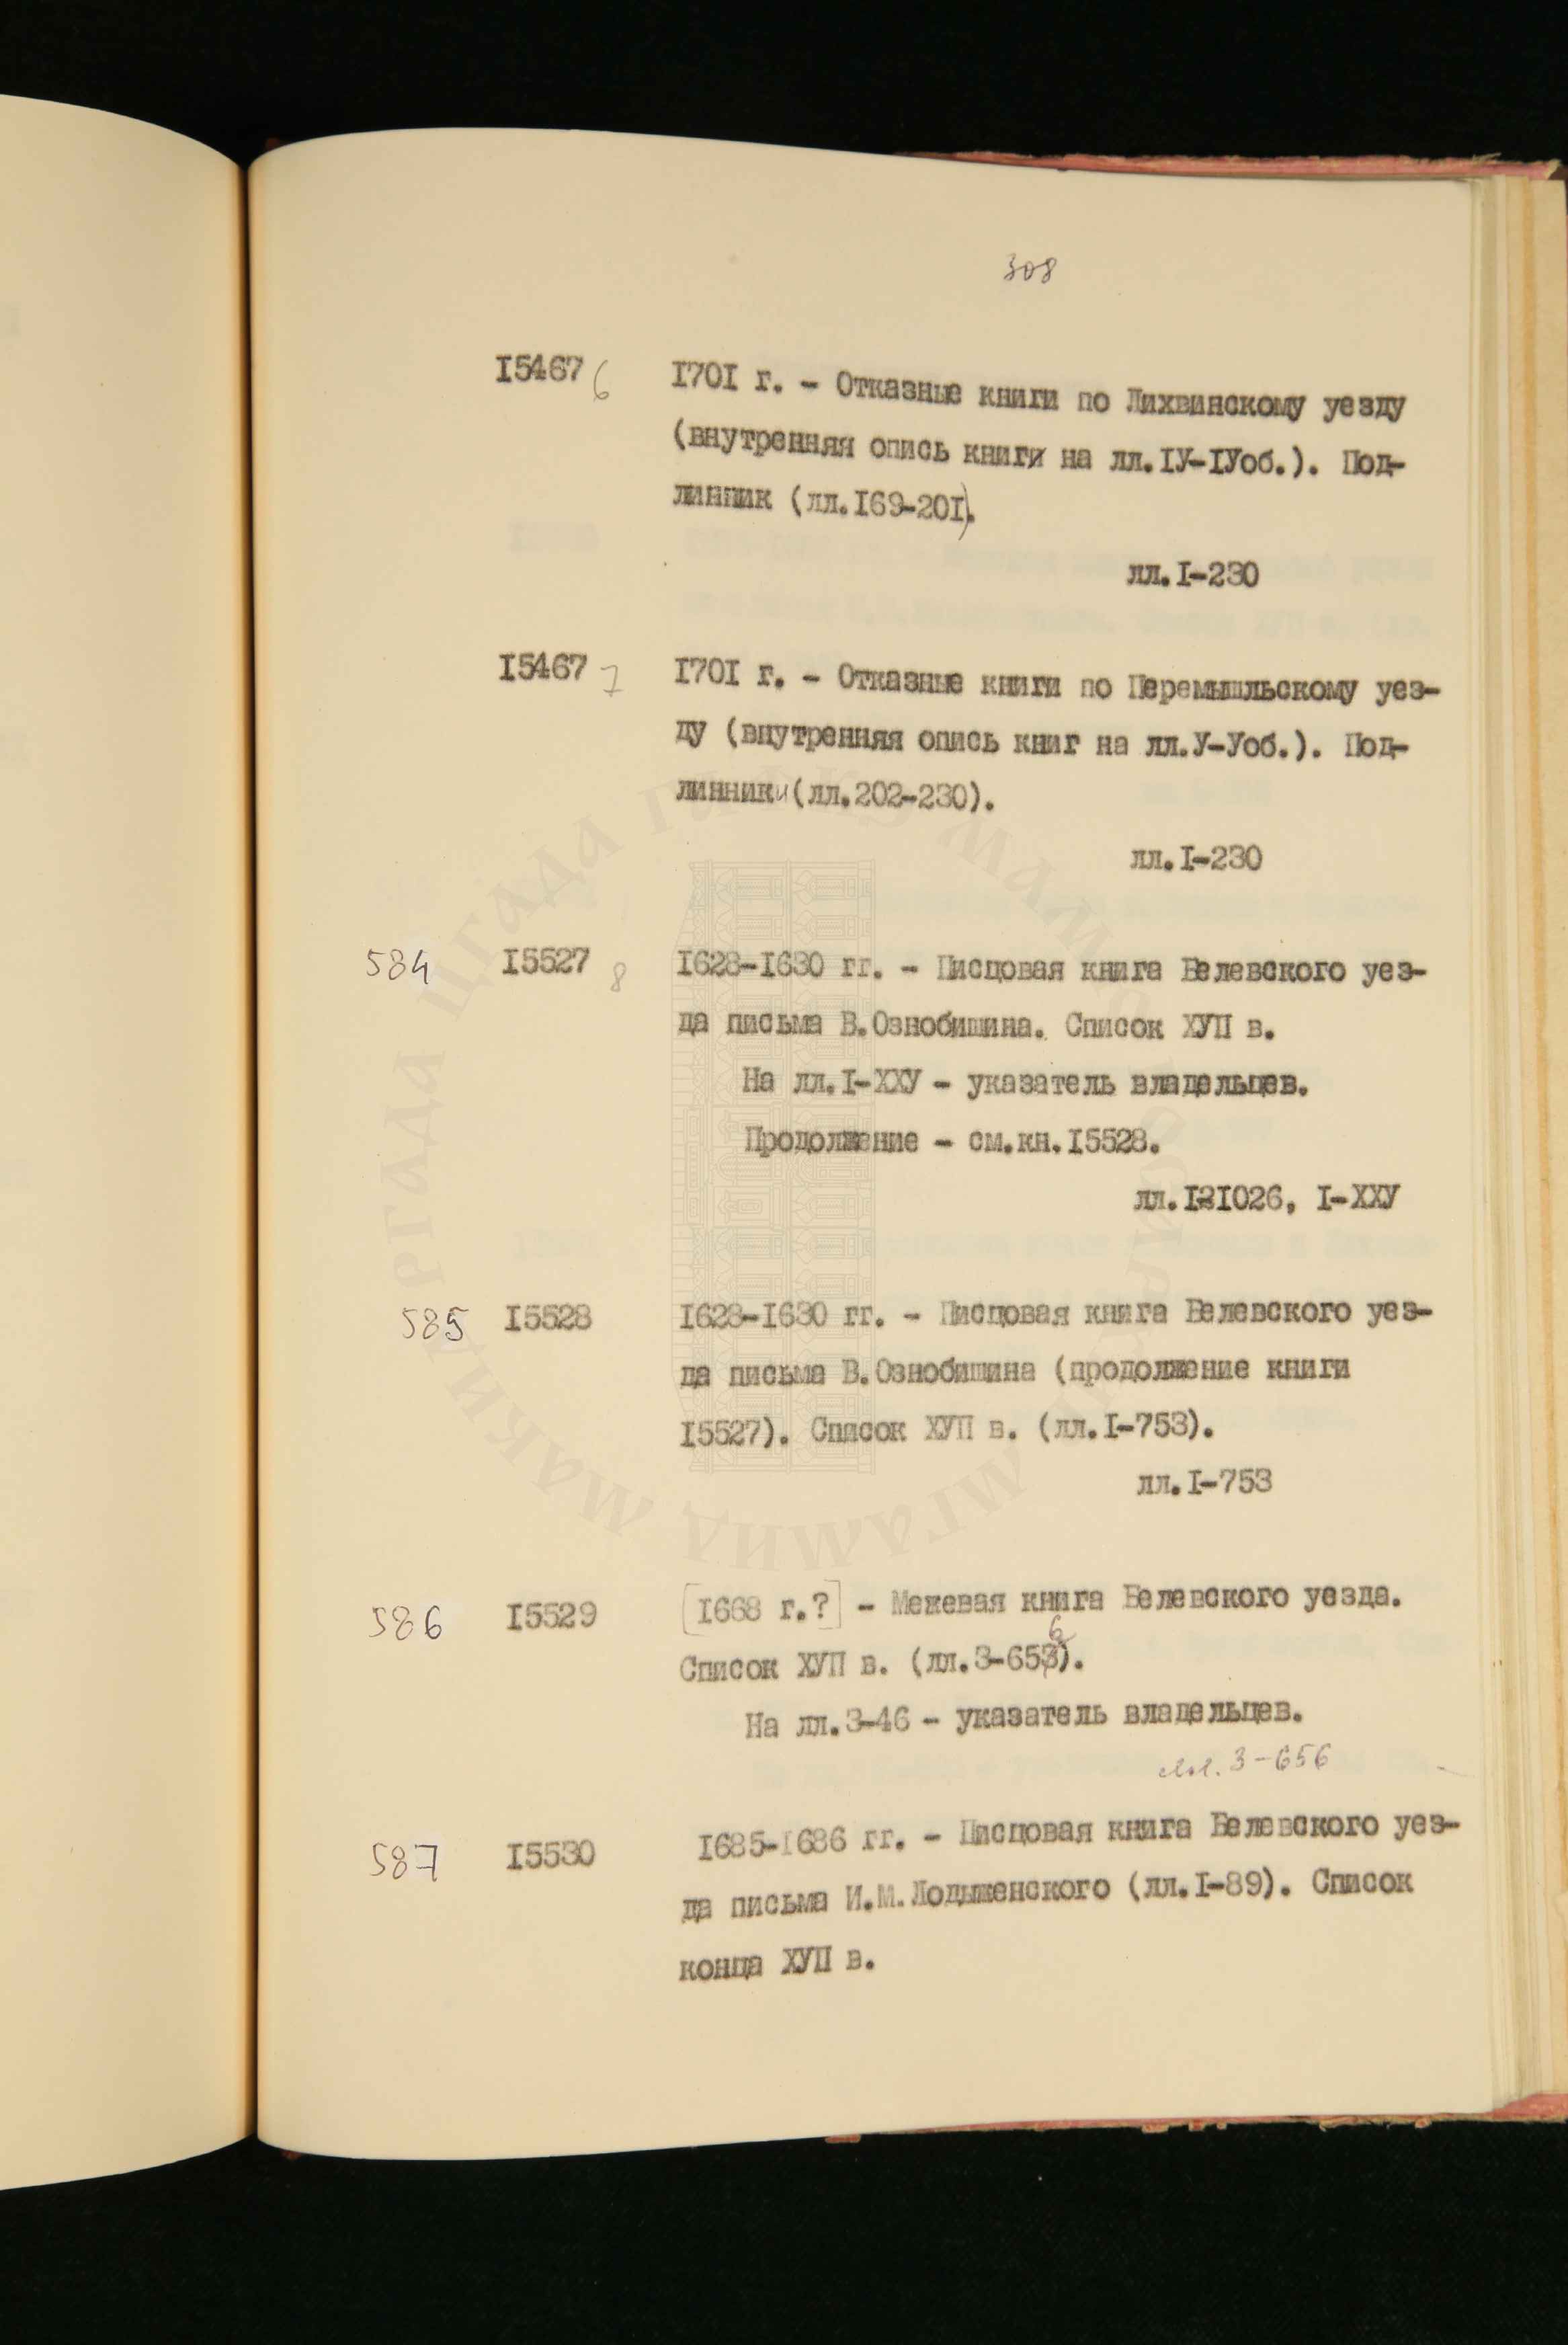 308
I5467 6 I70I г. - Отказные книги по Лихвинскому уезду
(внутренняя опись книги на лл.IУ-IУоб.). Под-
линник (лл.I69-20I).
лл.I-230
I5467 7 I70I г. - Отказные книги по Перемышльскому уез-
ду (внутренняя опись книг на лл.У-Уоб.). Под-
линники (лл.202-230).
лл.I-230
584 I5527 8 I628-I630 гг. - Писцовая книга Белевского уез-
да письма В.Ознобишина. Список ХУП в.
На лл.I-ХХУ - указатель владельцев.
Продолжение - см.кн.I5528.
лл.I-I026, I-ХХУ
585 I5528 I628-I630 гг. - Писцовая книга Белевского уез-
да письма В.Ознобишина (продолжение книги
I5527). Список ХУП в. (лл.I-753).
лл.I-753
586 I5529 [I668 г.?] - Межевая книга Белевского уезда.
Список ХУП в. (лл.3-656).
На лл.3-46 - указатель владельцев.
лл. 3-656
587 I5530 I685-I686 гг. - Писцовая книга Белевского уез-
да письма И.М.Лодыженского (лл.I-89). Список
конца ХУП в.